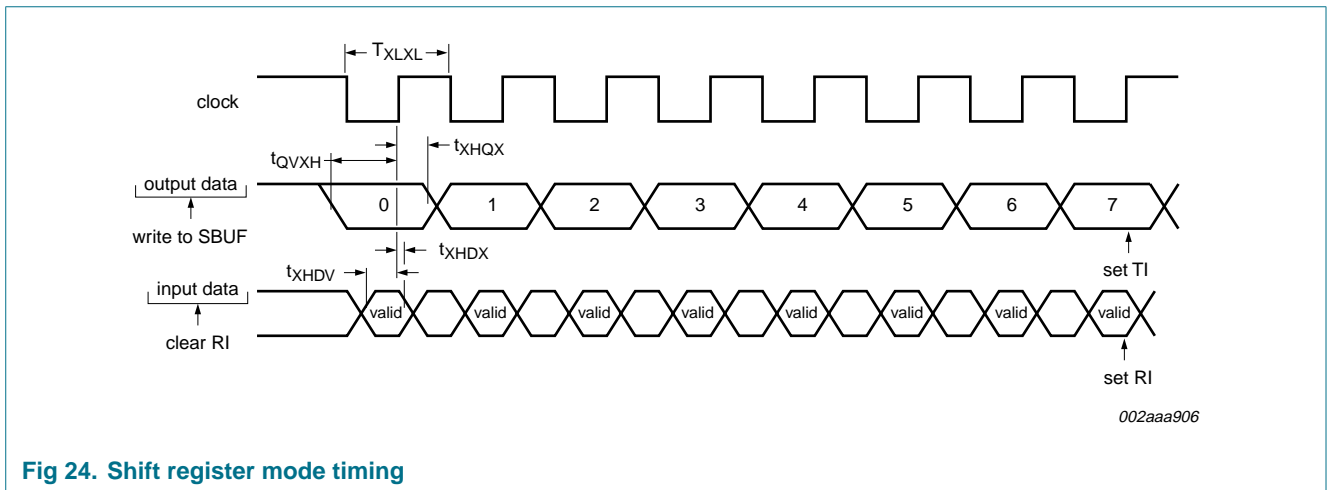 TXLXL
clock
tXHQX
tQVXH
output data
0 1 2 3 4 5 6 7
write to SBUF
tXHDX
set TI
tXHDV
input data
valid valid valid valid valid valid valid valid
clear RI
set RI
002aaa906
Fig 24. Shift register mode timing